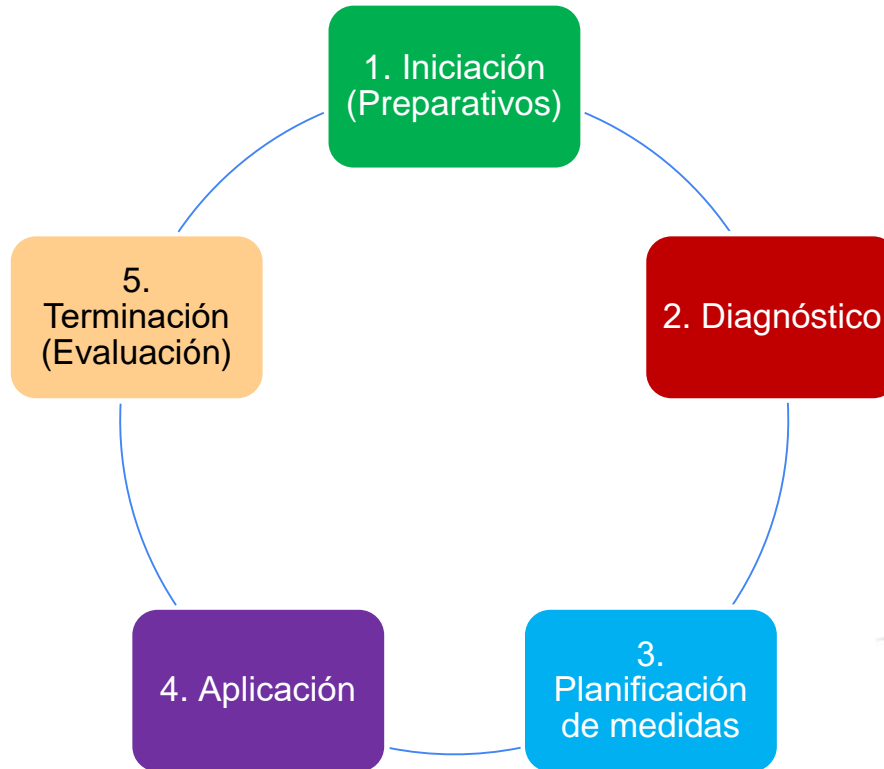 1. Iniciación
(Preparativos)
2. Diagnóstico
3.
Planificación
de medidas
4. Aplicación
5.
Terminación
(Evaluación)